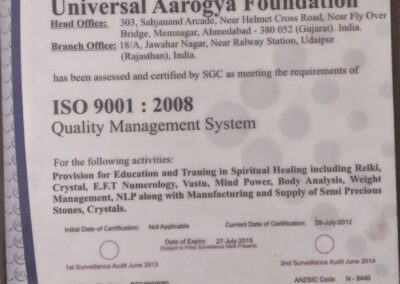 Universal Aarogya Foundation
Head Office: 303, Sahjanand Arcade, Near Helmet Cross Road, Near Fly Over
Bridge, Memnagar, Ahmedabad - 380 052 (Gujarat). India.
Branch Office: 18/A, Jawahar Nagar, Near Ralway Station, Udaipur
(Rajasthan), India.
has been assessed and certified by SGC as meeting the requirements of
ISO 9001 : 2008
Quality Management System
For the following activities:
Provision for Education and Traning in Spiritual Healing including Reiki,
Crystal, E.F.T Numerology, Vastu, Mind Power, Body Analysis, Weight
Management, NLP along with Manufacturing and Supply of Semi Precious
Stones, Crystals.
Initial Date of Certification: Not Applicable Current Date of Certification: 28-July-2012
Date of Expiry: 27-July-2015
(Subject to Filled Surveillance Mark Present)
1st Surveillance Audit June 2013 2nd Surveillance Audit June 2014
ANZSIC Code: N - 8440